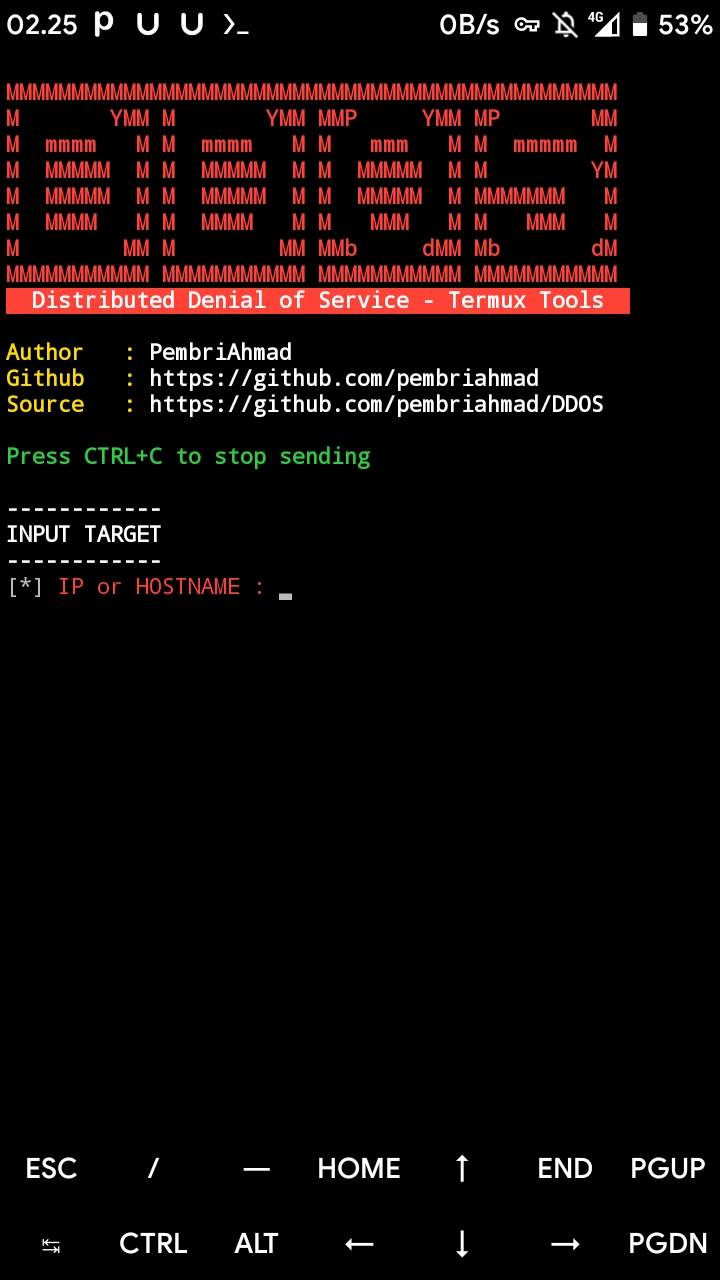 02.25 p U U >_ 0B/s 4G 53%
MMMMMMMMMMMMMMMMMMMMMMMMMMMMMMMMMMMMMMMMMMMMMMM
M       YMM M       YMM MMP     YMM MP       MM
M  mmmm   M M  mmmm   M M   mmm   M M  mmmmm  M
M  MMMMM  M M  MMMMM  M M  MMMMM  M M        YM
M  MMMMM  M M  MMMMM  M M  MMMMM  M MMMMMMM   M
M  MMMM   M M  MMMM   M M   MMM   M M   MMM   M
M        MM M        MM MMb     dMM Mb       dM
MMMMMMMMMMM MMMMMMMMMMM MMMMMMMMMMM MMMMMMMMMMM
Distributed Denial of Service - Termux Tools
Author   : PembriAhmad
Github   : https://github.com/pembriahmad
Source   : https://github.com/pembriahmad/DDOS
Press CTRL+C to stop sending
------------
INPUT TARGET
------------
[*] IP or HOSTNAME : _
ESC / — HOME ↑ END PGUP
↹ CTRL ALT ← ↓ → PGDN